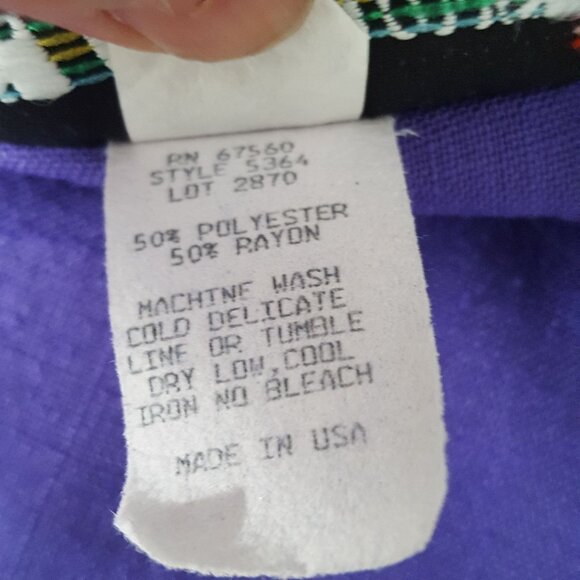 RN 67560
STYLE 5364
LOT 2870
50% POLYESTER
50% RAYON
MACHINE WASH
COLD DELICATE
LINE OR TUMBLE
DRY LOW, COOL
IRON NO BLEACH
MADE IN USA